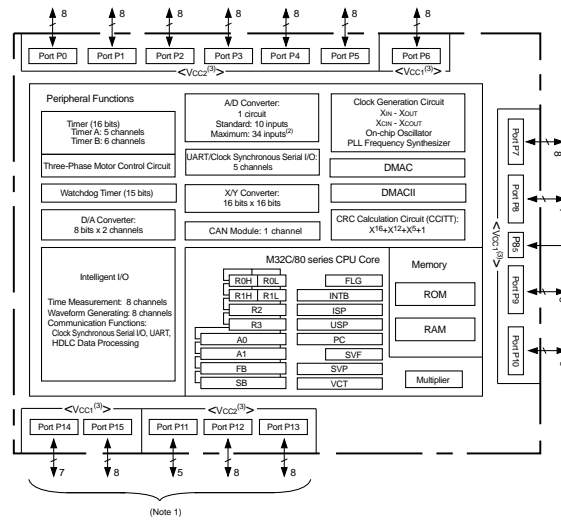 8 8 8 8 8 8 8
Port P0 Port P1 Port P2 Port P3 Port P4 Port P5 Port P6
<VCC2(3)> <VCC1(3)>
Peripheral Functions
Timer (16 bits)
Timer A: 5 channels
Timer B: 6 channels
Three-Phase Motor Control Circuit
Watchdog Timer (15 bits)
D/A Converter:
8 bits x 2 channels
A/D Converter:
1 circuit
Standard: 10 inputs
Maximum: 34 inputs(2)
UART/Clock Synchronous Serial I/O:
5 channels
X/Y Converter:
16 bits x 16 bits
CAN Module: 1 channel
Clock Generation Circuit
XIN - XOUT
XCIN - XCOUT
On-chip Oscillator
PLL Frequency Synthesizer
DMAC
DMACII
CRC Calculation Circuit (CCITT):
X16+X12+X5+1
Intelligent I/O
Time Measurement: 8 channels
Waveform Generating: 8 channels
Communication Functions:
Clock Synchronous Serial I/O, UART,
HDLC Data Processing
M32C/80 series CPU Core
R0H R0L
R1H R1L
R2
R3
A0
A1
FB
SB
FLG
INTB
ISP
USP
PC
SVF
SVP
VCT
Memory
ROM
RAM
Multiplier
<VCC1(3)>
Port P7
8
Port P8
P85
Port P9
Port P10
<VCC1(3)> <VCC2(3)>
Port P14 Port P15 Port P11 Port P12 Port P13
7 8 5 8 8
(Note 1)